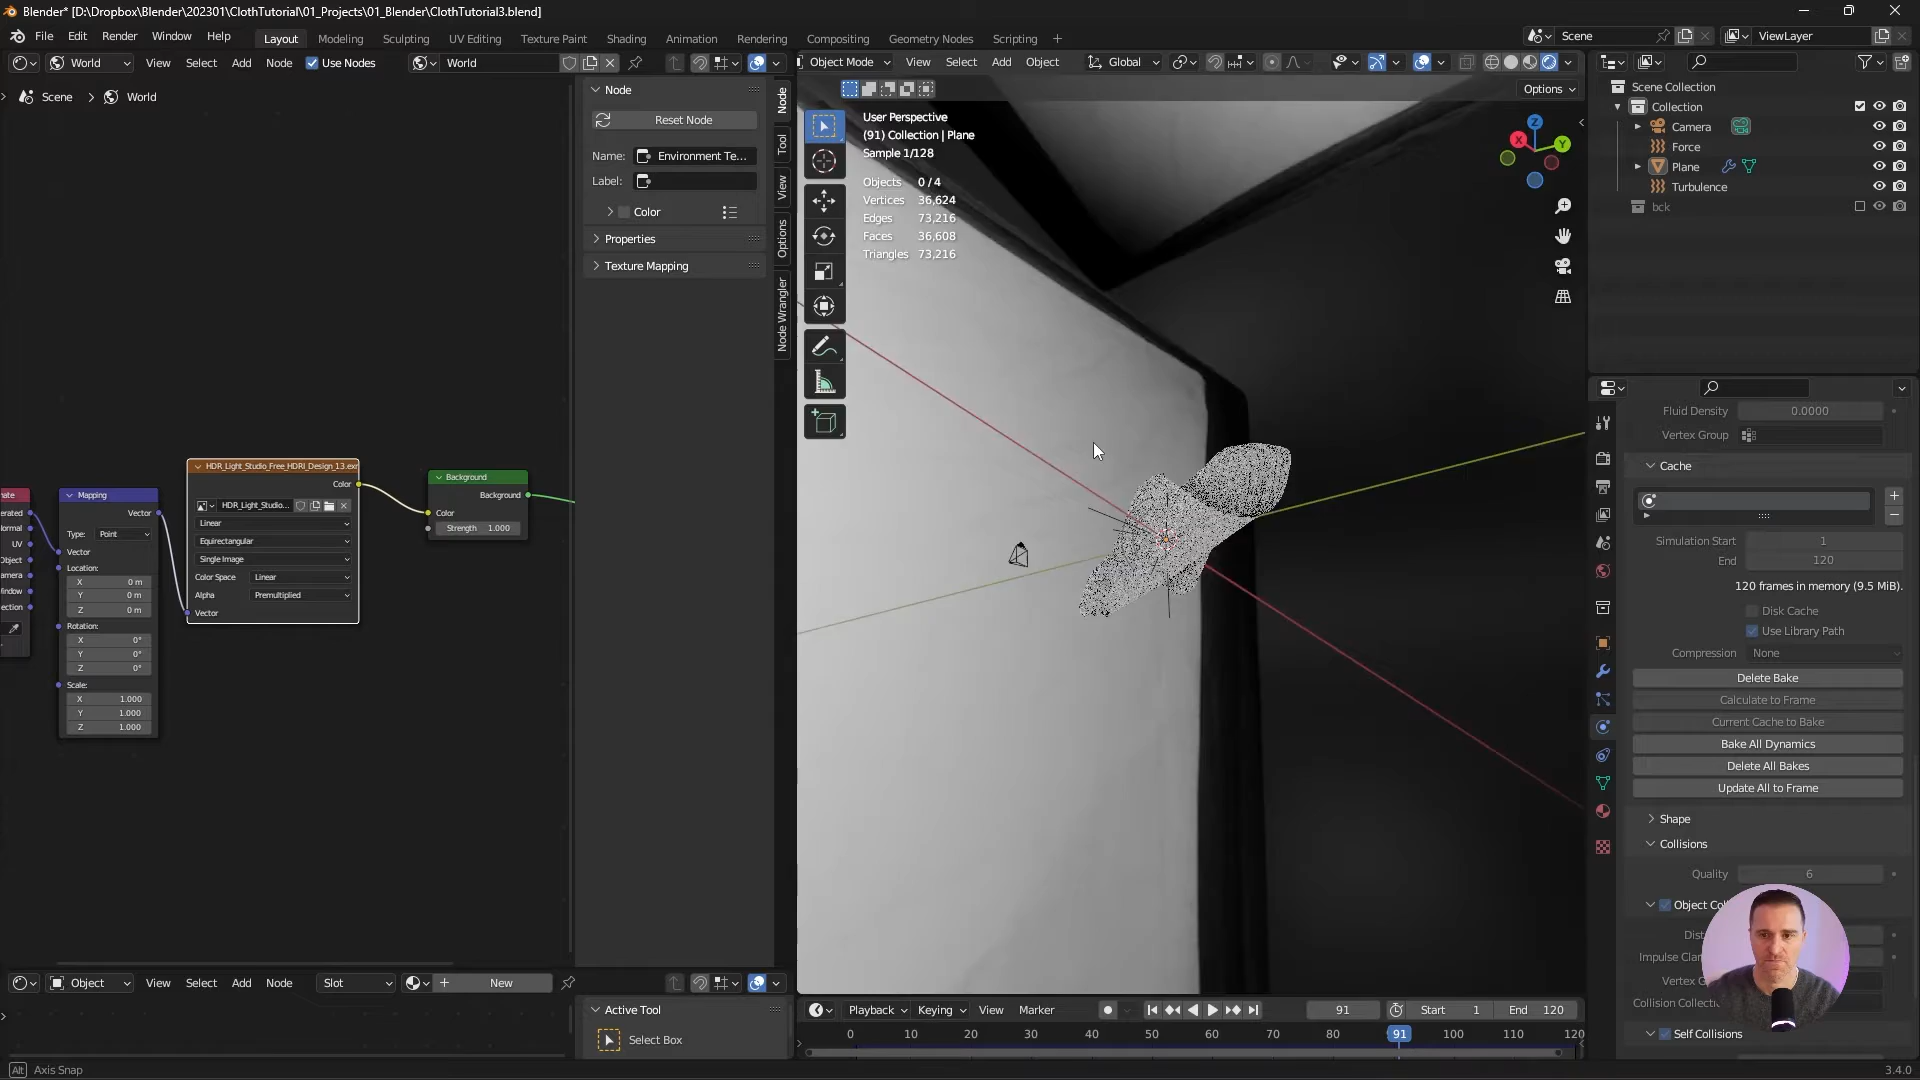 Blender* [D:\Dropbox\Blender\202301\ClothTutorial\01_Projects\01_Blender\ClothTutorial3.blend]
File Edit Render Window Help Layout Modeling Sculpting UV Editing Texture Paint Shading Animation Rendering Compositing Geometry Nodes Scripting + Scene ViewLayer
World View Select Add Node Use Nodes World
Object Mode View Select Add Object Global
Options
Scene > World
Node
Reset Node
Name: Environment Te...
Label:
Color
Properties
Texture Mapping
Node
Tool
View
Options
Node Wrangler
User Perspective
(91) Collection | Plane
Sample 1/128
Objects 0 / 4
Vertices 36,624
Edges 73,216
Faces 36,608
Triangles 73,216
X
Y
Z
Scene Collection
Collection
Camera
Force
Plane
Turbulence
bck
Generated
Normal
UV
Object
Camera
Window
Reflection
Mapping
Vector
Type: Point
Vector
Location:
X 0 m
Y 0 m
Z 0 m
Rotation:
X 0°
Y 0°
Z 0°
Scale:
X 1.000
Y 1.000
Z 1.000
HDR_Light_Studio_Free_HDRI_Design_13.exr
Color
HDR_Light_Studio...
Linear
Equirectangular
Single Image
Color Space Linear
Alpha Premultiplied
Vector
Background
Background
Color
Strength 1.000
Fluid Density 0.0000
Vertex Group
Cache
Simulation Start 1
End 120
120 frames in memory (9.5 MiB).
Disk Cache
Use Library Path
Compression None
Delete Bake
Calculate to Frame
Current Cache to Bake
Bake All Dynamics
Delete All Bakes
Update All to Frame
Shape
Collisions
Quality 6
Object Col
Dist
Impulse Clam
Vertex G
Collision Collecti
Self Collisions
Object View Select Add Node Slot New
Active Tool
Select Box
Playback Keying View Marker 91 Start 1 End 120
0 10 20 30 40 50 60 70 80 91 100 110 120
Alt Axis Snap
3.4.0